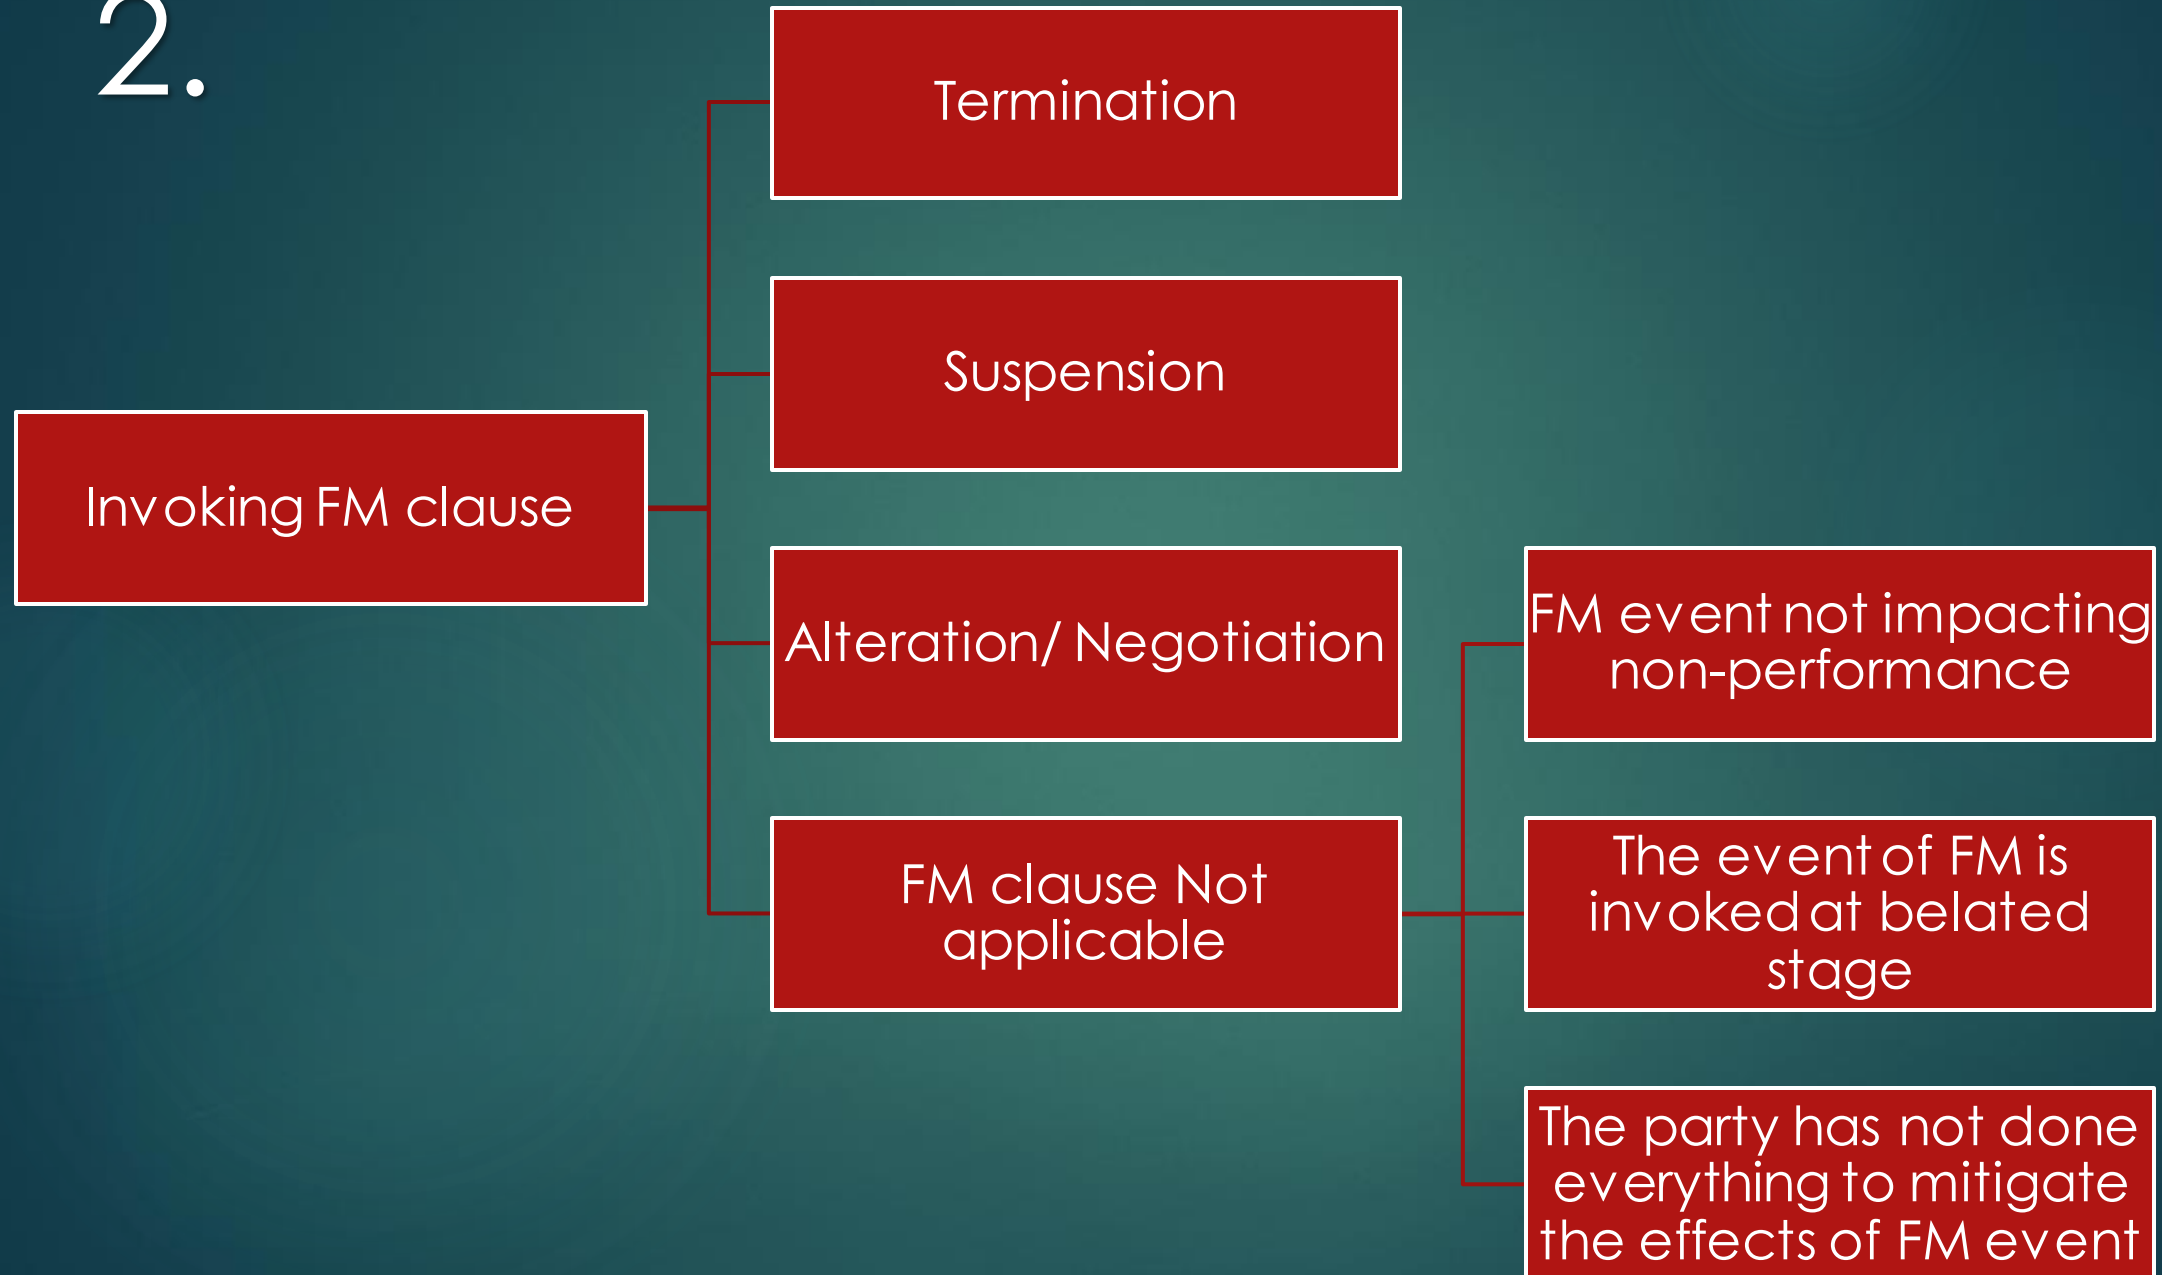 2.
Termination
Suspension
Invoking FM clause
Alteration/ Negotiation
FM clause Not
applicable
FM event not impacting
non-performance
The event of FM is
invoked at belated
stage
The party has not done
everything to mitigate
the effects of FM event